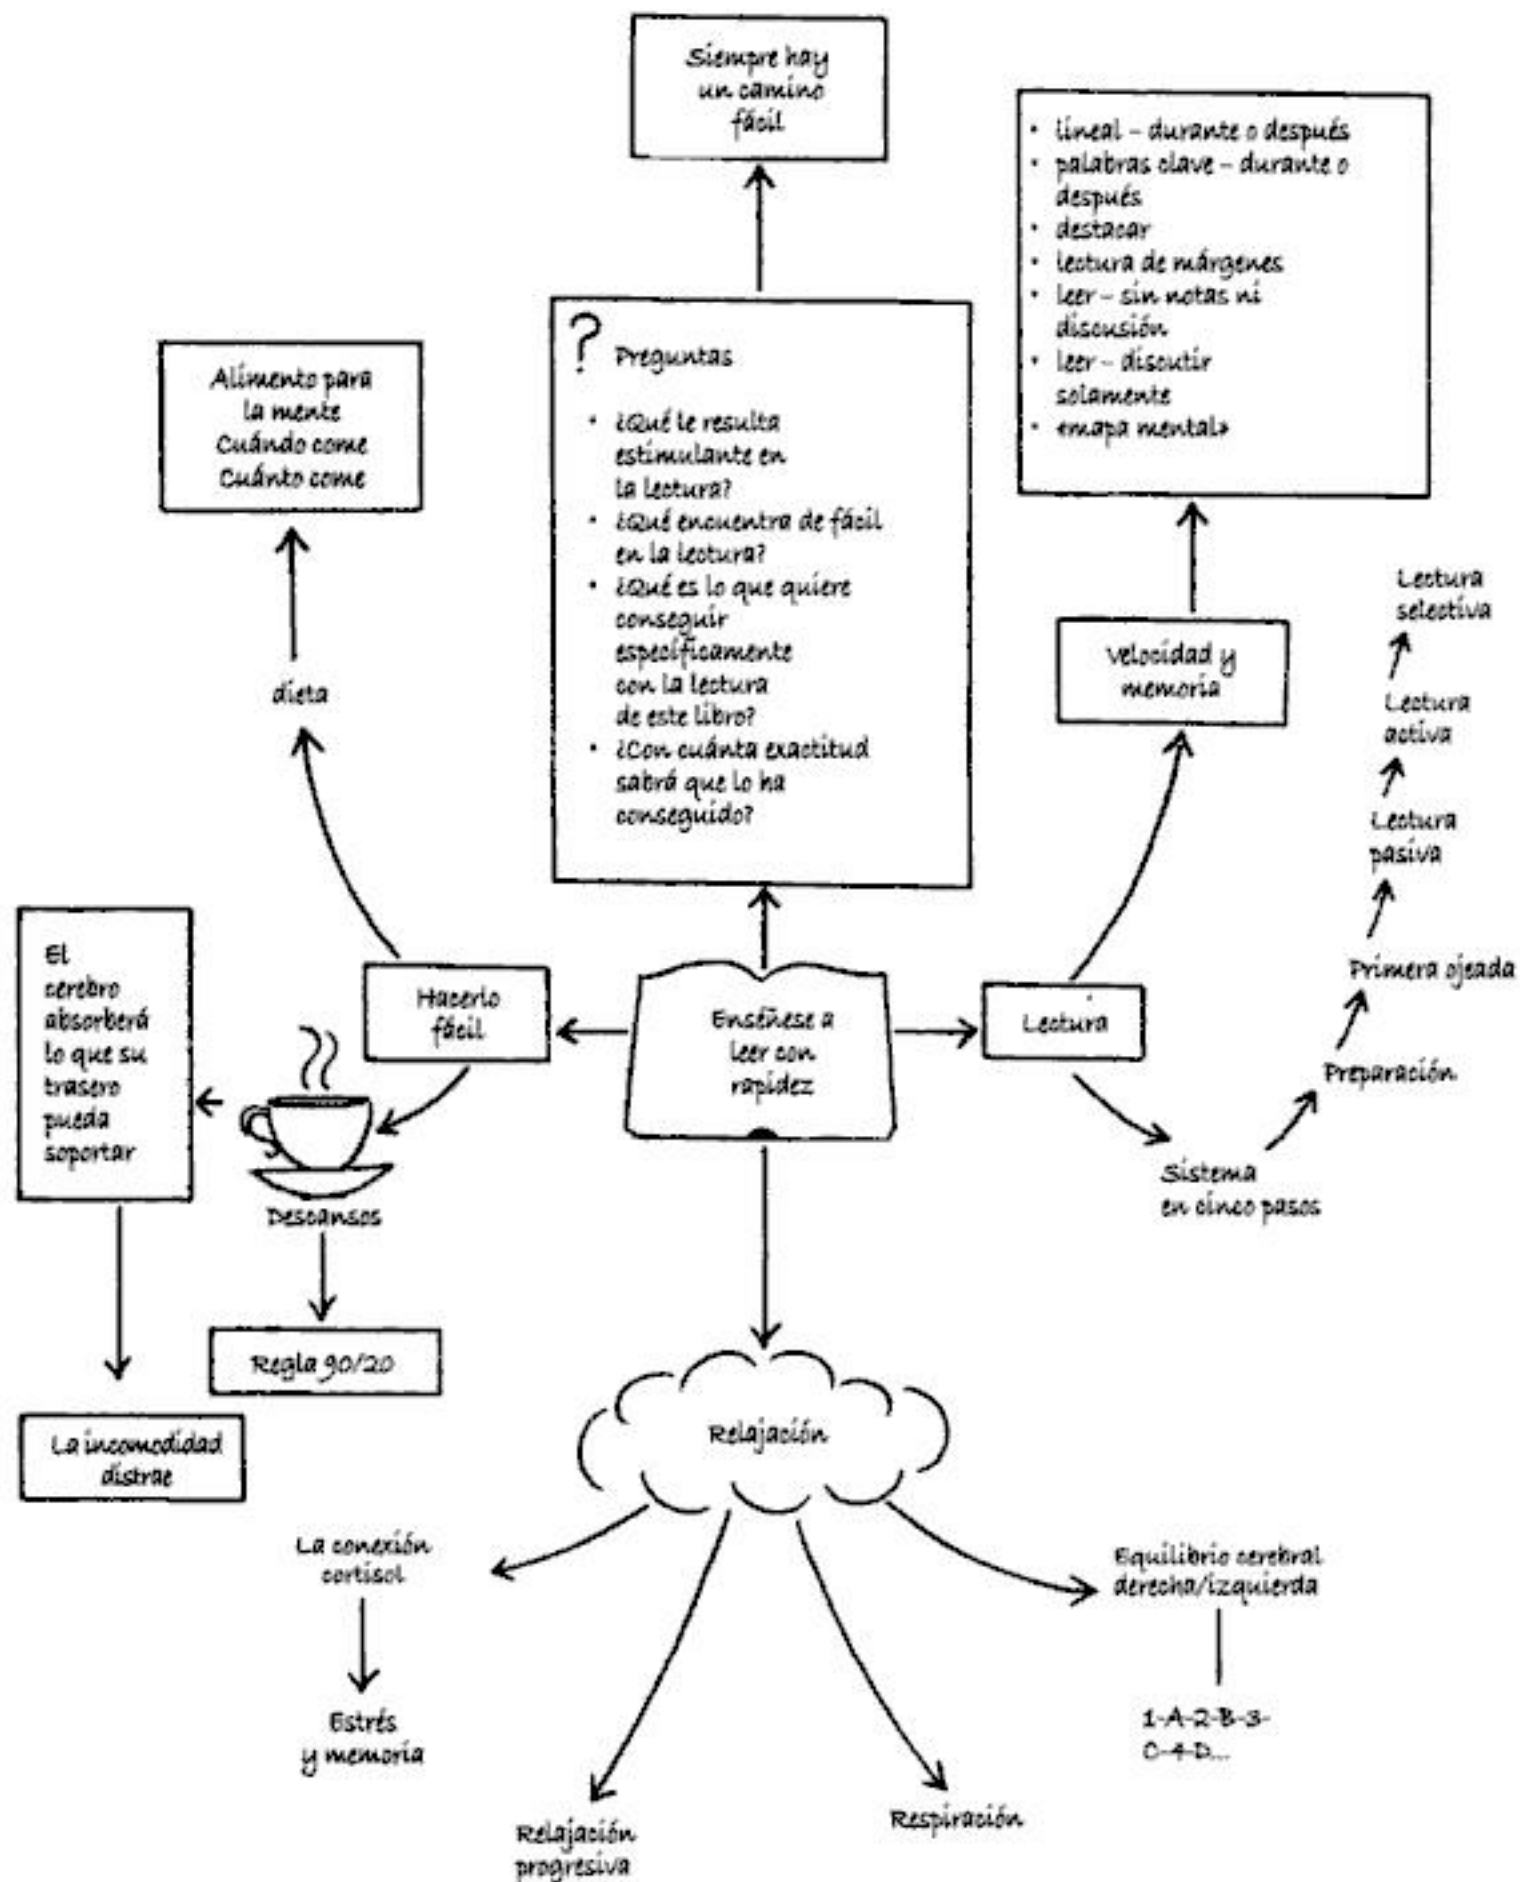 Siempre hay
un camino
fácil
• lineal – durante o después
• palabras clave – durante o
después
• destacar
• lectura de márgenes
• leer – sin notas ni
discusión
• leer – discutir
solamente
• «mapa mental»
? Preguntas
• ¿Qué le resulta
estimulante en
la lectura?
• ¿Qué encuentra de fácil
en la lectura?
• ¿Qué es lo que quiere
conseguir
específicamente
con la lectura
de este libro?
• ¿Con cuánta exactitud
sabrá que lo ha
conseguido?
Alimento para
la mente
Cuándo come
Cuánto come
dieta
Velocidad y
memoria
Lectura
selectiva
Lectura
activa
Lectura
pasiva
Primera ojeada
Preparación
Sistema
en cinco pasos
El
cerebro
absorberá
lo que su
trasero
pueda
soportar
Hacerlo
fácil
Enséñese a
leer con
rapidez
Lectura
Descansos
Regla 90/20
La incomodidad
distrae
Relajación
La conexión
cortisol
Estrés
y memoria
Relajación
progresiva
Respiración
Equilibrio cerebral
derecha/izquierda
1-A-2-B-3-
C-4-D...